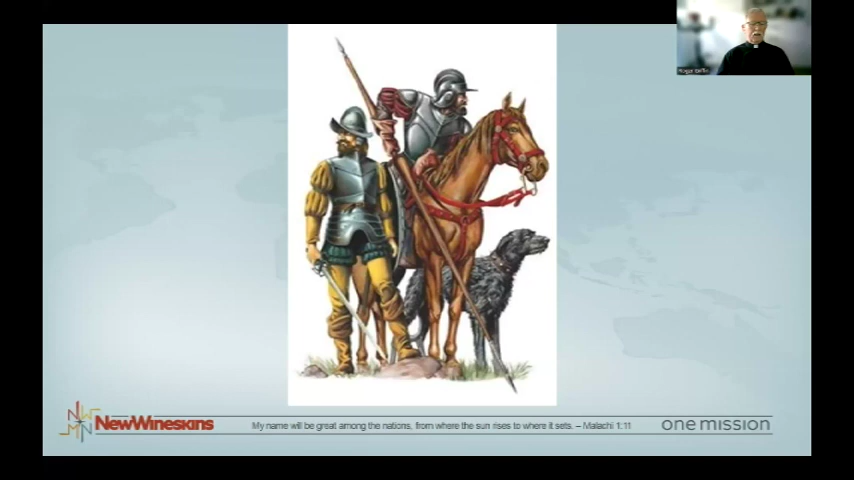 NewWineskins
My name will be great among the nations, from where the sun rises to where it sets. – Malachi 1:11
one mission